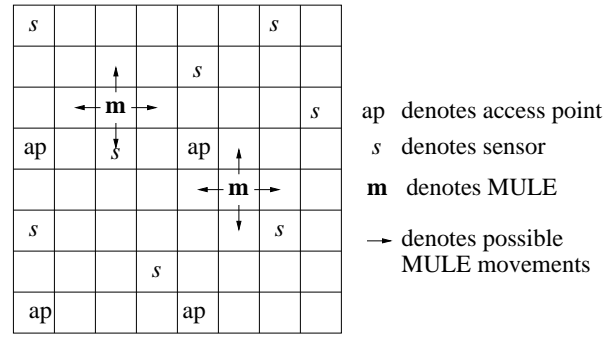 s s
s
m
s
ap s ap
m
s s
s
ap ap
ap denotes access point
s denotes sensor
m denotes MULE
denotes possible
MULE movements